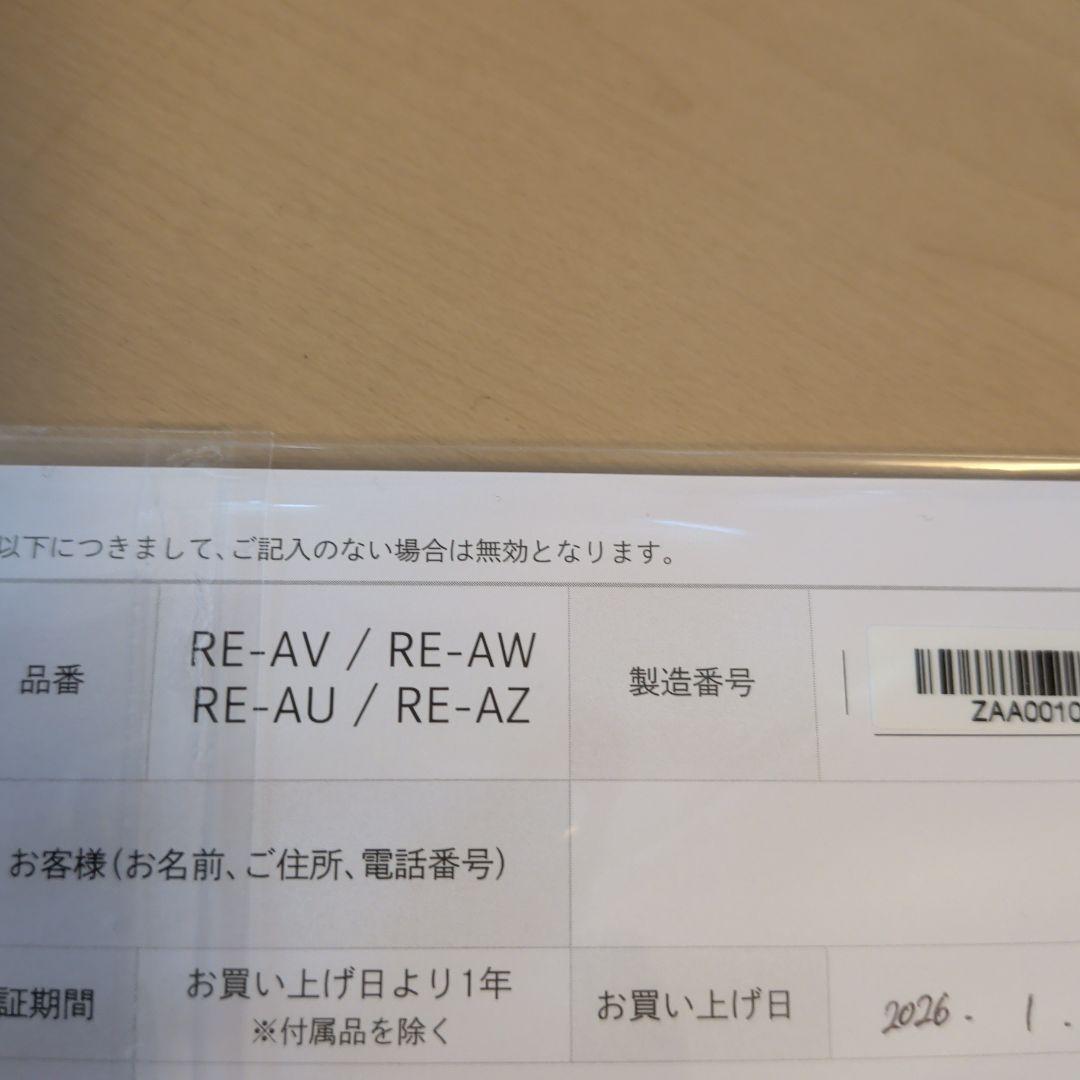 以下につきまして、ご記入のない場合は無効となります。
品番
RE-AV / RE-AW
RE-AU / RE-AZ
製造番号
ZAA0010
お客様(お名前、ご住所、電話番号)
証期間
お買い上げ日より1年
※付属品を除く
お買い上げ日
2026. 1.